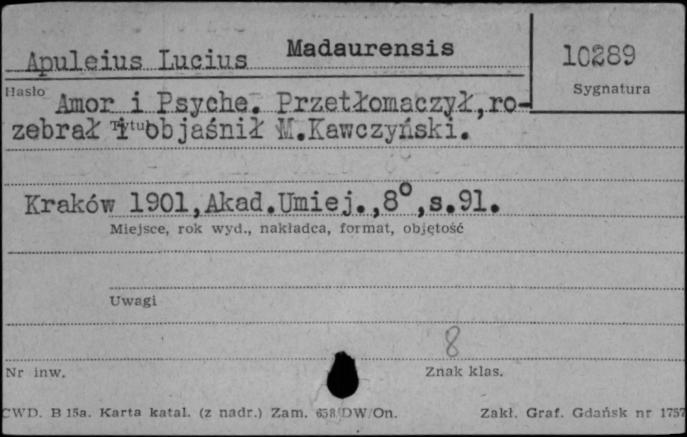 Apuleius Lucius Madaurensis
10289
Hasło
Sygnatura
Amor i Psyche. Przetłomaczył,ro-
zebrał i objaśnił M.Kawczyński.
Tytuł
Kraków 1901,Akad.Umiej.,8°,s.91.
Miejsce, rok wyd., nakładca, format, objętość
Uwagi
8
Nr inw.
Znak klas.
CWD. B 15a. Karta katal. (z nadr.) Zam. 658/DW/On.
Zakł. Graf. Gdańsk nr 1757